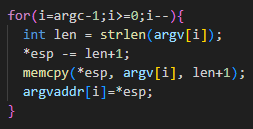 for(i=argc-1;i>=0;i--){
int len = strlen(argv[i]);
*esp -= len+1;
memcpy(*esp, argv[i], len+1);
argvaddr[i]=*esp;
}